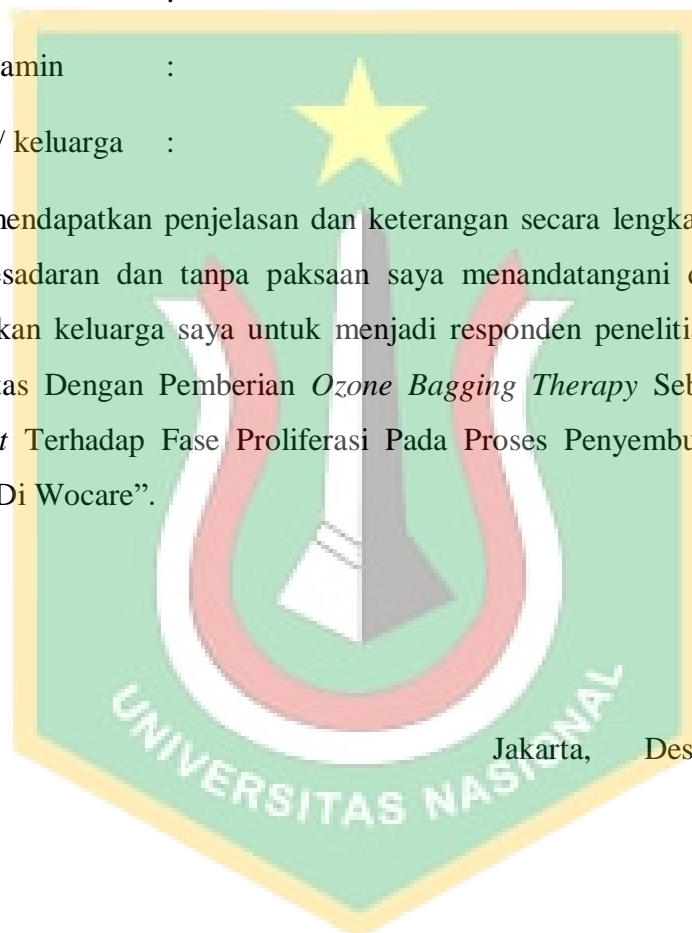 :
amin :
/ keluarga :
mendapatkan penjelasan dan keterangan secara lengka
esadaran dan tanpa paksaan saya menandatangani
kan keluarga saya untuk menjadi responden peneliti
tas Dengan Pemberian Ozone Bagging Therapy Seb
t Terhadap Fase Proliferasi Pada Proses Penyembu
Di Wocare”.
Jakarta, Des
UNIVERSITAS NASIONAL